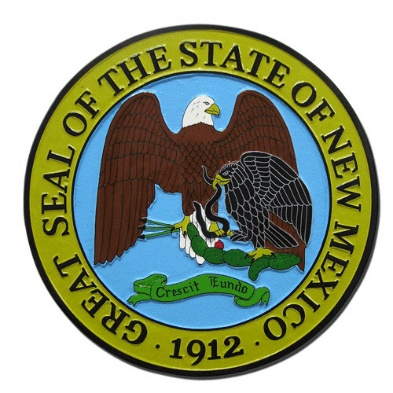 GREAT SEAL OF THE STATE OF NEW MEXICO
Crescit Eundo
· 1912 ·